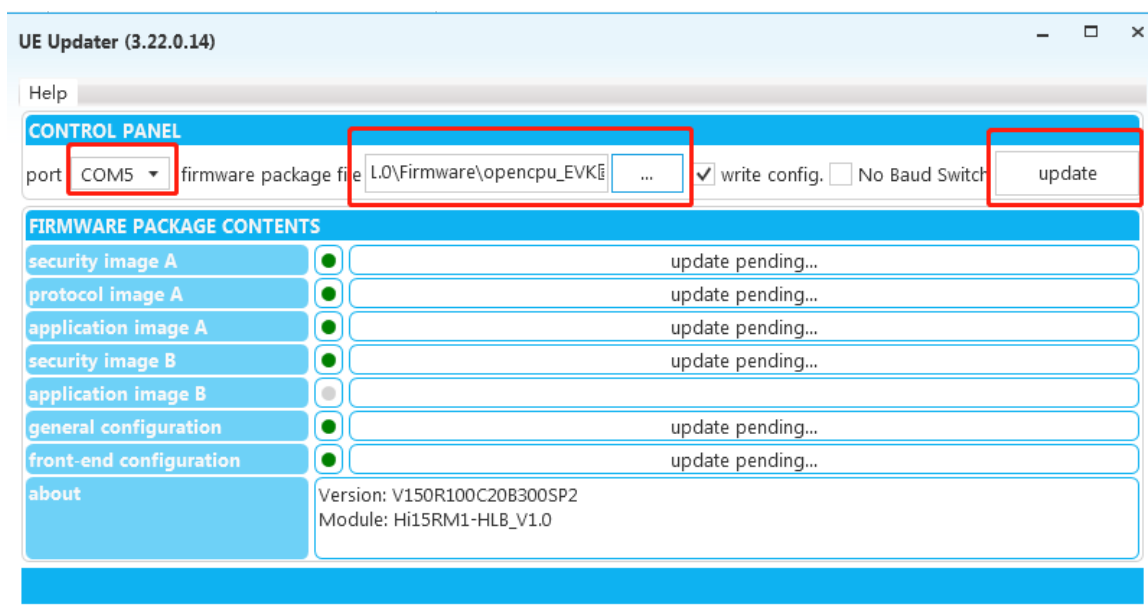 UE Updater (3.22.0.14)
Help
CONTROL PANEL
port COM5 firmware package file L.0\Firmware\opencpu_EVK ... write config. No Baud Switch update
FIRMWARE PACKAGE CONTENTS
security image A update pending...
protocol image A update pending...
application image A update pending...
security image B update pending...
application image B
general configuration update pending...
front-end configuration update pending...
about Version: V150R100C20B300SP2
Module: Hi15RM1-HLB_V1.0